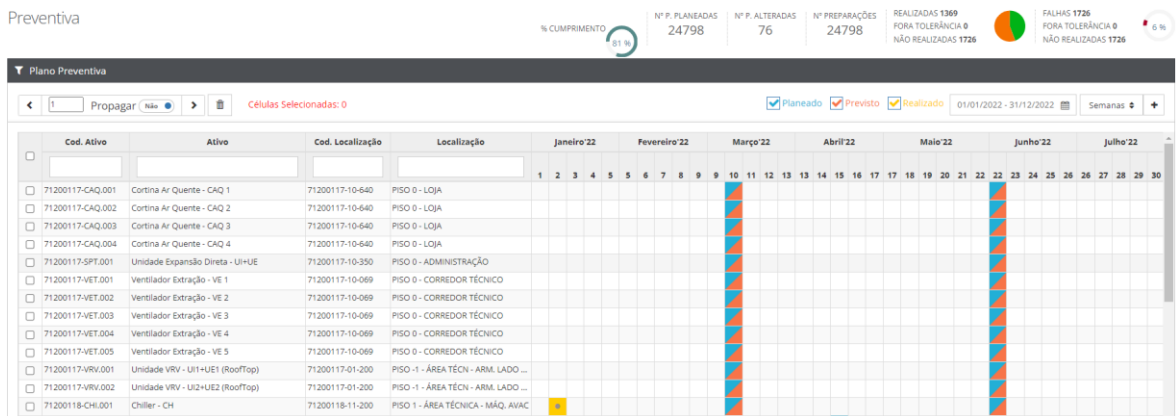 Preventiva
% CUMPRIMENTO 81 %
Nº P. PLANEADAS 24798
Nº P. ALTERADAS 76
Nº PREPARAÇÕES 24798
REALIZADAS 1369
FORA TOLERÂNCIA 0
NÃO REALIZADAS 1726
FALHAS 1726
FORA TOLERÂNCIA 0
NÃO REALIZADAS 1726
6 %
Plano Preventiva
1 Propagar Não Células Selecionadas: 0 Planeado Previsto Realizado 01/01/2022 - 31/12/2022 Semanas
Cod. Ativo Ativo Cod. Localização Localização Janeiro'22 Fevereiro'22 Março'22 Abril'22 Maio'22 Junho'22 Julho'22
1 2 3 4 5 5 6 7 8 9 9 10 11 12 13 13 14 15 16 17 17 18 19 20 21 22 22 23 24 25 26 26 27 28 29 30
71200117-CAQ.001 Cortina Ar Quente - CAQ 1 71200117-10-640 PISO 0 - LOJA
71200117-CAQ.002 Cortina Ar Quente - CAQ 2 71200117-10-640 PISO 0 - LOJA
71200117-CAQ.003 Cortina Ar Quente - CAQ 3 71200117-10-640 PISO 0 - LOJA
71200117-CAQ.004 Cortina Ar Quente - CAQ 4 71200117-10-640 PISO 0 - LOJA
71200117-SPT.001 Unidade Expansão Direta - UI+UE 71200117-10-350 PISO 0 - ADMINISTRAÇÃO
71200117-VET.001 Ventilador Extração - VE 1 71200117-10-069 PISO 0 - CORREDOR TÉCNICO
71200117-VET.002 Ventilador Extração - VE 2 71200117-10-069 PISO 0 - CORREDOR TÉCNICO
71200117-VET.003 Ventilador Extração - VE 3 71200117-10-069 PISO 0 - CORREDOR TÉCNICO
71200117-VET.004 Ventilador Extração - VE 4 71200117-10-069 PISO 0 - CORREDOR TÉCNICO
71200117-VET.005 Ventilador Extração - VE 5 71200117-10-069 PISO 0 - CORREDOR TÉCNICO
71200117-VRV.001 Unidade VRV - UI1+UE1 (RoofTop) 71200117-01-200 PISO -1 - ÁREA TÉCN - ARM. LADO ...
71200117-VRV.002 Unidade VRV - UI2+UE2 (RoofTop) 71200117-01-200 PISO -1 - ÁREA TÉCN - ARM. LADO ...
71200118-CHI.001 Chiller - CH 71200118-11-200 PISO 1 - ÁREA TÉCNICA - MÁQ. AVAC